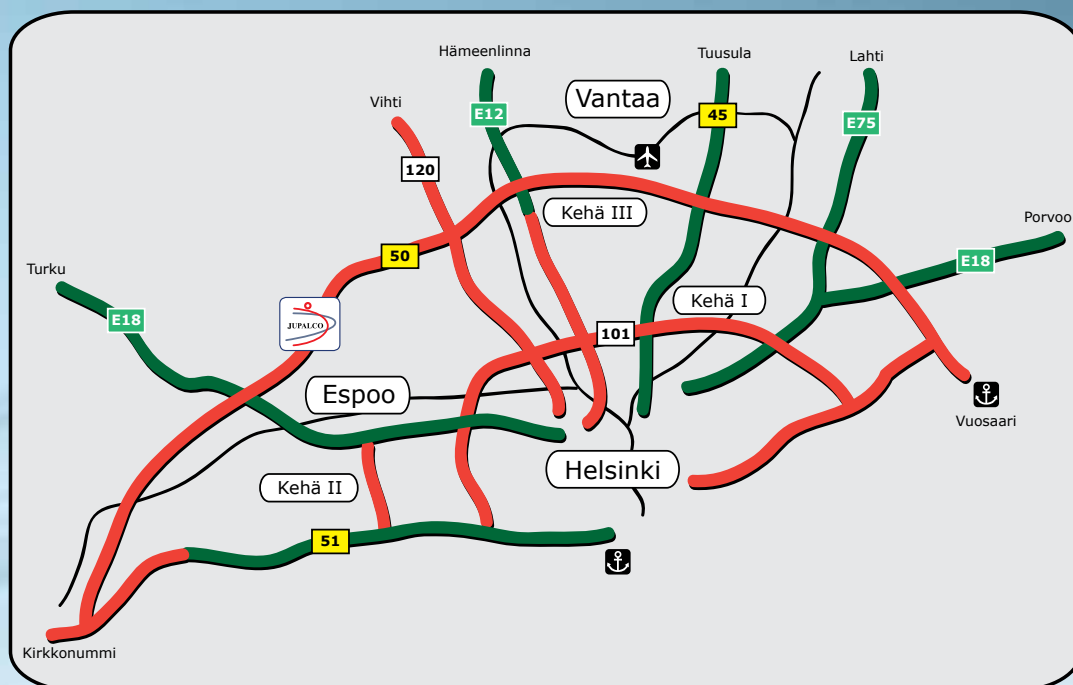 Hämeenlinna
Tuusula
Lahti
Vihti
Vantaa
E12
45
E75
120
Kehä III
Porvoo
50
E18
Turku
Kehä I
E18
JUPALCO
101
Espoo
Vuosaari
Helsinki
Kehä II
51
Kirkkonummi